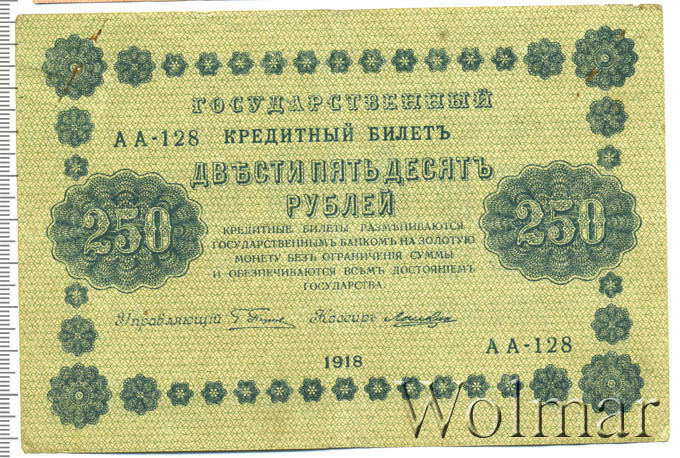 ГОСУДАРСТВЕННЫЙ
АА-128 КРЕДИТНЫЙ БИЛЕТЪ
ДВѢСТИ ПЯТЬ ДЕСЯТЪ
РУБЛЕЙ
250
250
КРЕДИТНЫЕ БИЛЕТЫ РАЗМѢНИВАЮТСЯ
ГОСУДАРСТВЕННЫМЪ БАНКОМЪ НА ЗОЛОТУЮ
МОНЕТУ БЕЗЪ ОГРАНИЧЕНІЯ СУММЫ
И ОБЕЗПЕЧИВАЮТСЯ ВСѢМЪ ДОСТОЯНІЕМЪ
ГОСУДАРСТВА.
Управляющій Кассиръ
АА-128
1918
Wolmar